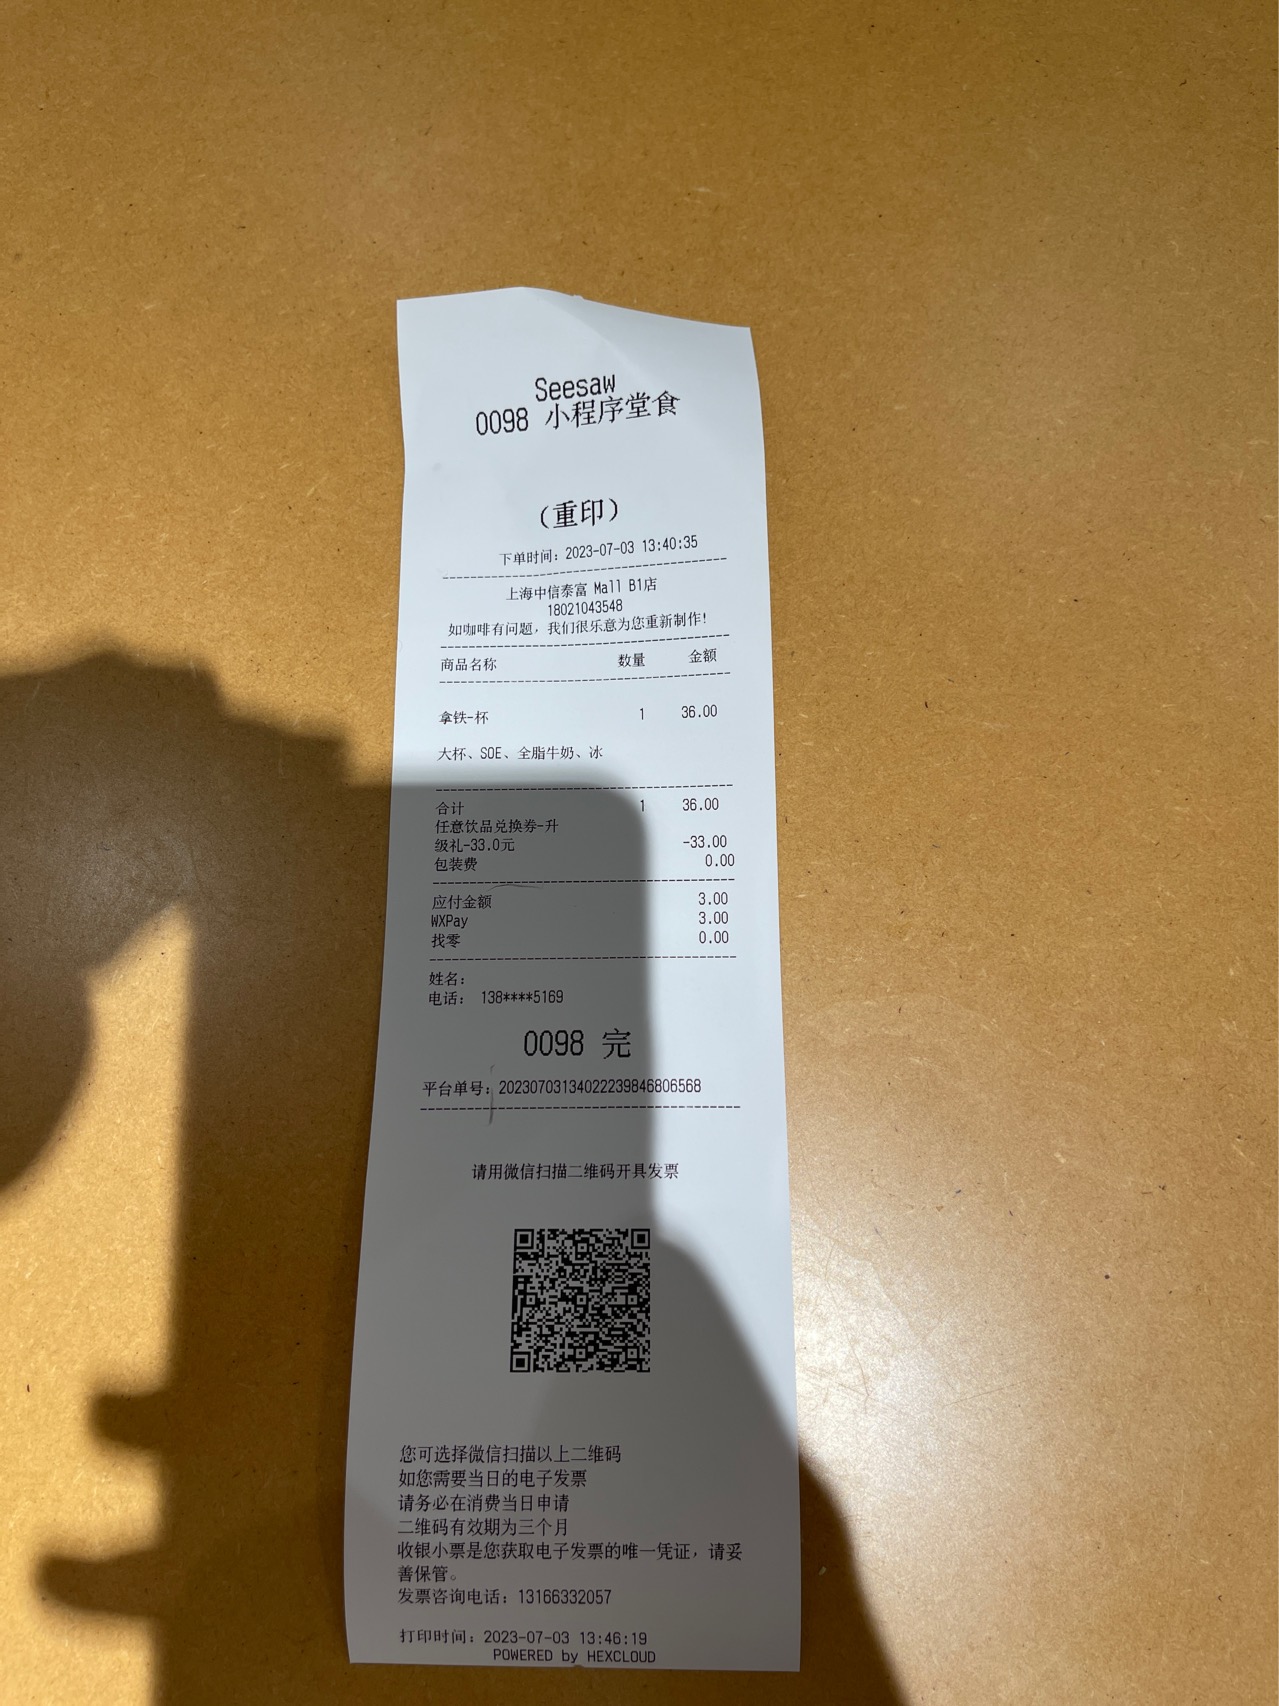 Seesaw
0098 小程序堂食
(重印)
下单时间：2023-07-03 13:40:35
上海中信泰富 Mall B1店
18021043548
如咖啡有问题，我们很乐意为您重新制作！
商品名称 数量 金额
拿铁-杯 1 36.00
大杯、SOE、全脂牛奶、冰
合计 1 36.00
任意饮品兑换券-升
级礼-33.0元 -33.00
包装费 0.00
应付金额 3.00
WXPay 3.00
找零 0.00
姓名：
电话： 138****5169
0098 完
平台单号：20230703134022239846806568
请用微信扫描二维码开具发票
您可选择微信扫描以上二维码
如您需要当日的电子发票
请务必在消费当日申请
二维码有效期为三个月
收银小票是您获取电子发票的唯一凭证，请妥
善保管。
发票咨询电话：13166332057
打印时间：2023-07-03 13:46:19
POWERED by HEXCLOUD